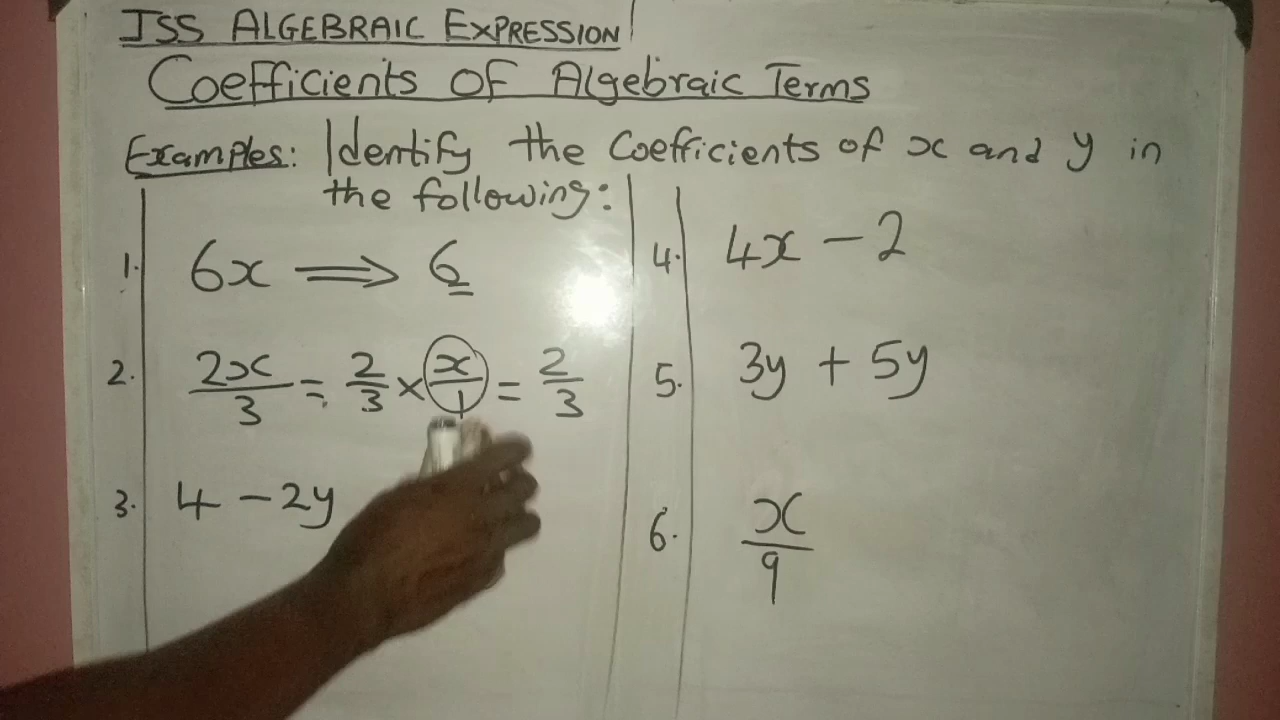 JSS ALGEBRAIC EXPRESSION
Coefficients OF Algebraic Terms
Examples: Identify the Coefficients of x and y in
the following:
1. 6x ⟹ 6
2. 2x/3 = 2/3 × x/1 = 2/3
3. 4 - 2y
4. 4x - 2
5. 3y + 5y
6. x/9